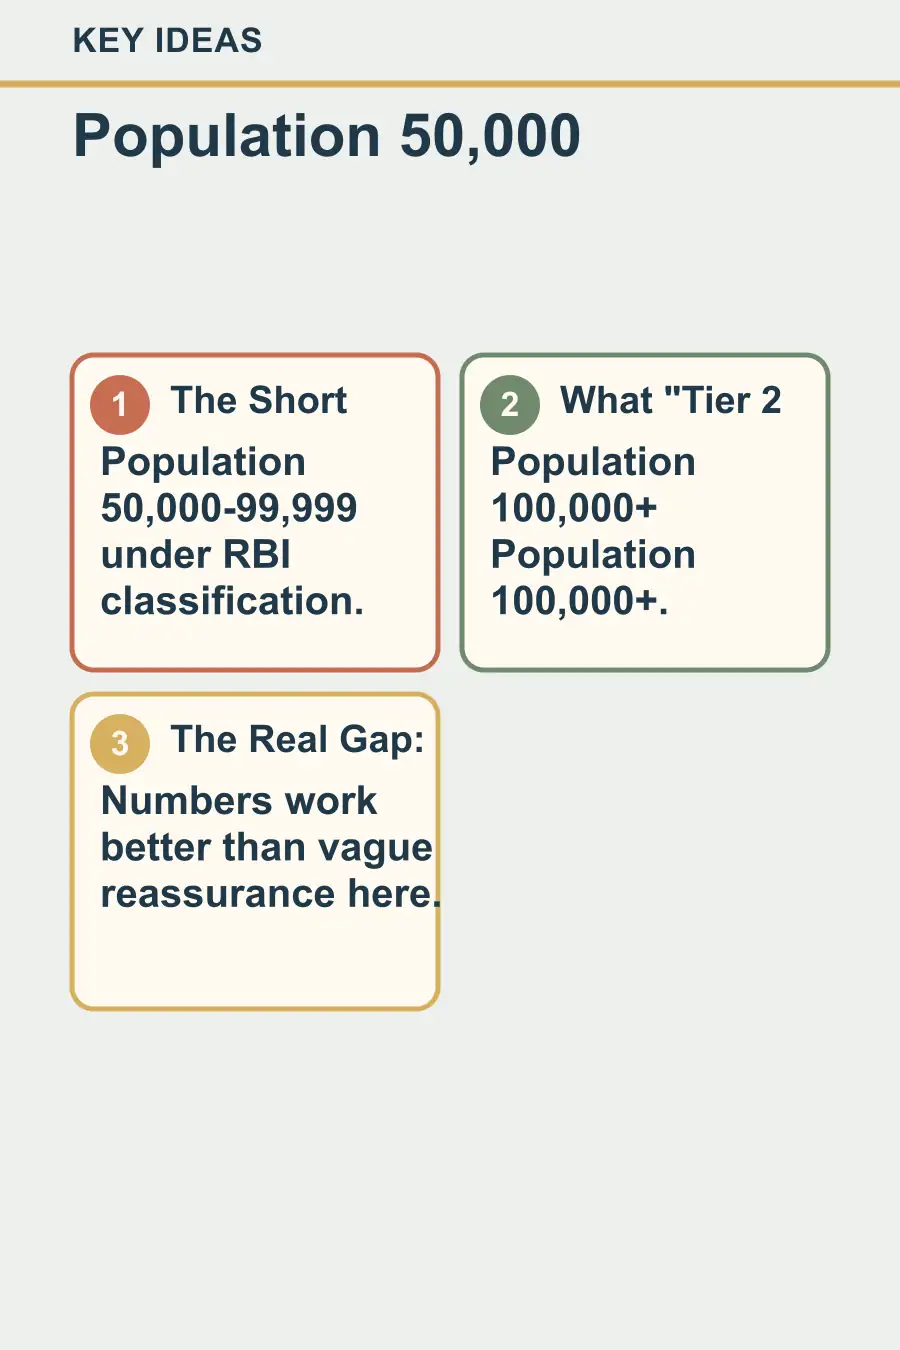 KEY IDEAS
Population 50,000
1 The Short
Population
50,000-99,999
under RBI
classification.
2 What "Tier 2
Population
100,000+
Population
100,000+.
3 The Real Gap:
Numbers work
better than vague
reassurance here.